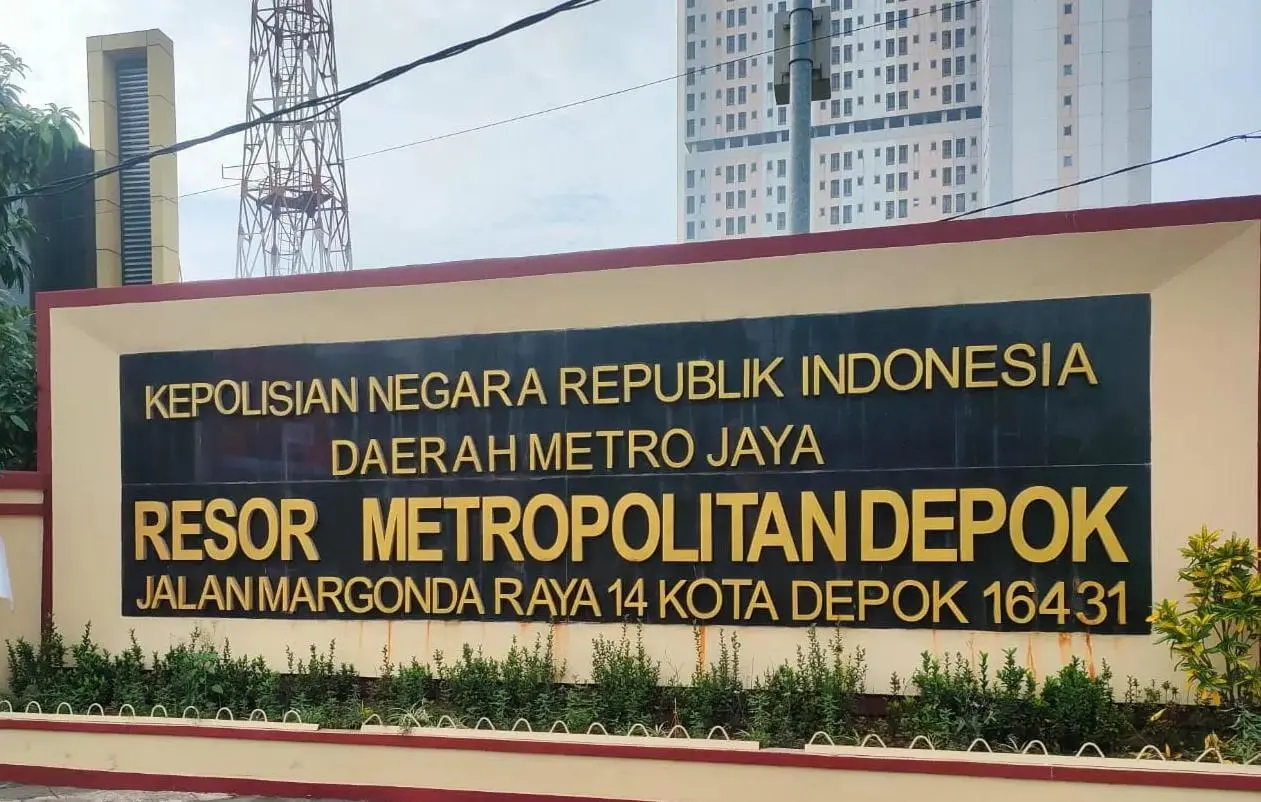 KEPOLISIAN NEGARA REPUBLIK INDONESIA
DAERAH METRO JAYA
RESOR METROPOLITAN DEPOK
JALAN MARGONDA RAYA 14 KOTA DEPOK 16431